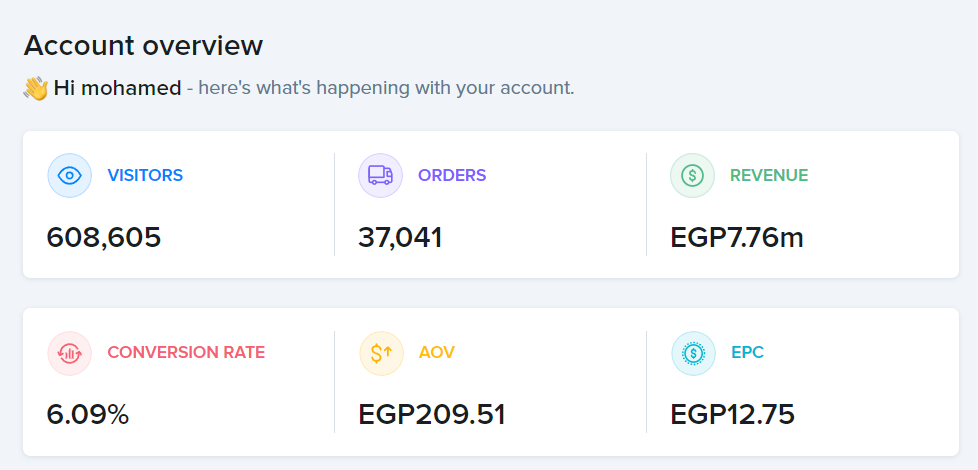 Account overview
👋 Hi mohamed - here's what's happening with your account.
VISITORS
608,605
ORDERS
37,041
REVENUE
EGP7.76m
CONVERSION RATE
6.09%
AOV
EGP209.51
EPC
EGP12.75